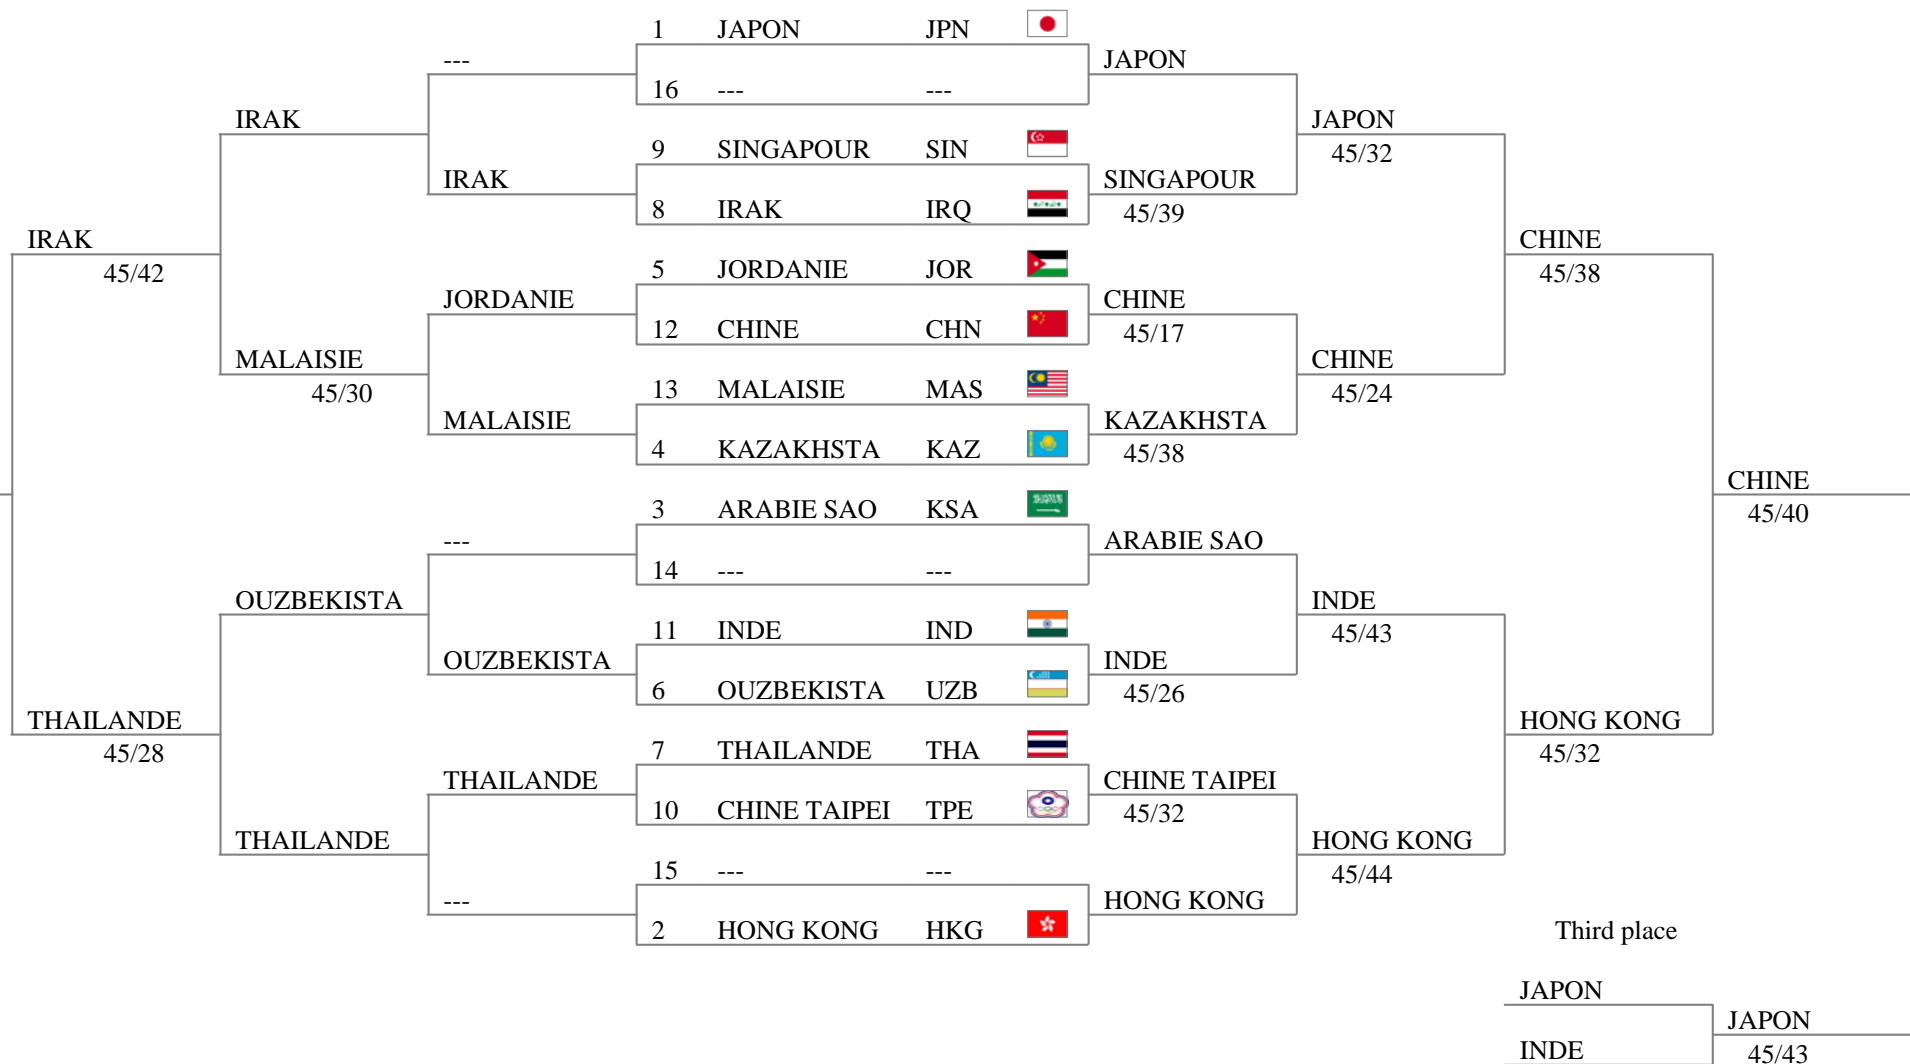 1 JAPON JPN
--- JAPON
16 --- ---
IRAK JAPON
9 SINGAPOUR SIN 45/32
IRAK SINGAPOUR
8 IRAK IRQ 45/39
IRAK CHINE
45/42 5 JORDANIE JOR 45/38
JORDANIE CHINE
12 CHINE CHN 45/17
MALAISIE CHINE
45/30 13 MALAISIE MAS 45/24
MALAISIE KAZAKHSTA
4 KAZAKHSTA KAZ 45/38
CHINE
3 ARABIE SAO KSA 45/40
--- ARABIE SAO
14 --- ---
OUZBEKISTA INDE
11 INDE IND 45/43
OUZBEKISTA INDE
6 OUZBEKISTA UZB 45/26
THAILANDE HONG KONG
45/28 7 THAILANDE THA 45/32
THAILANDE CHINE TAIPEI
10 CHINE TAIPEI TPE 45/32
THAILANDE HONG KONG
15 --- --- 45/44
--- HONG KONG
2 HONG KONG HKG Third place
JAPON
JAPON
INDE 45/43